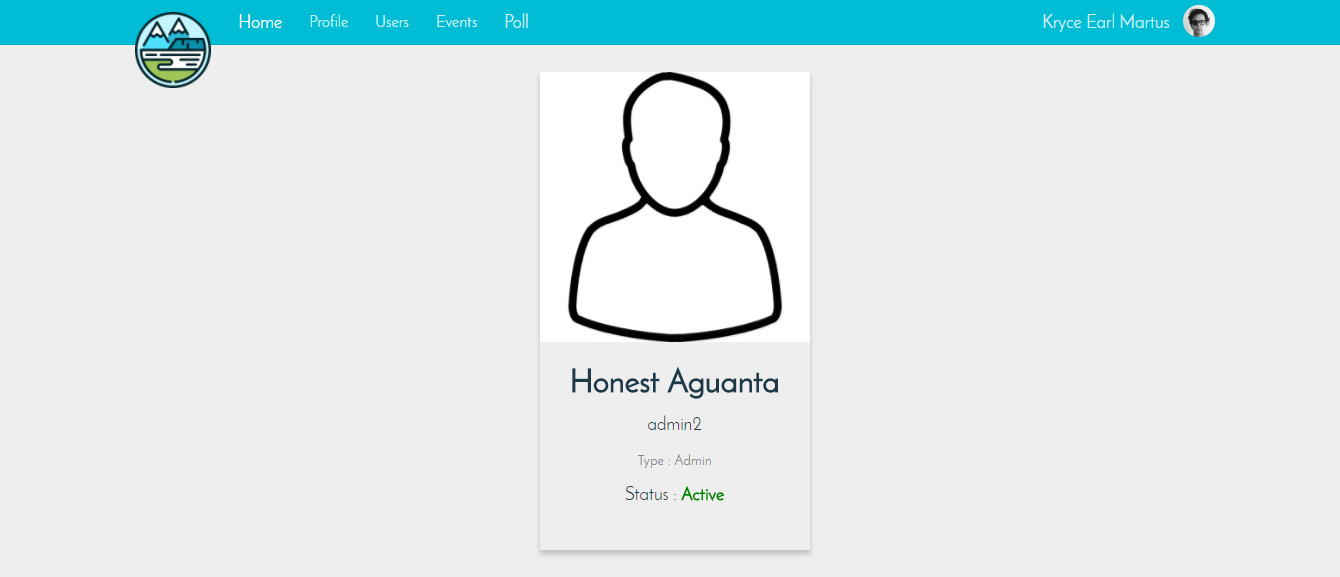 Home Profile Users Events Poll Kryce Earl Martus
Honest Aguanta
admin2
Type : Admin
Status : Active